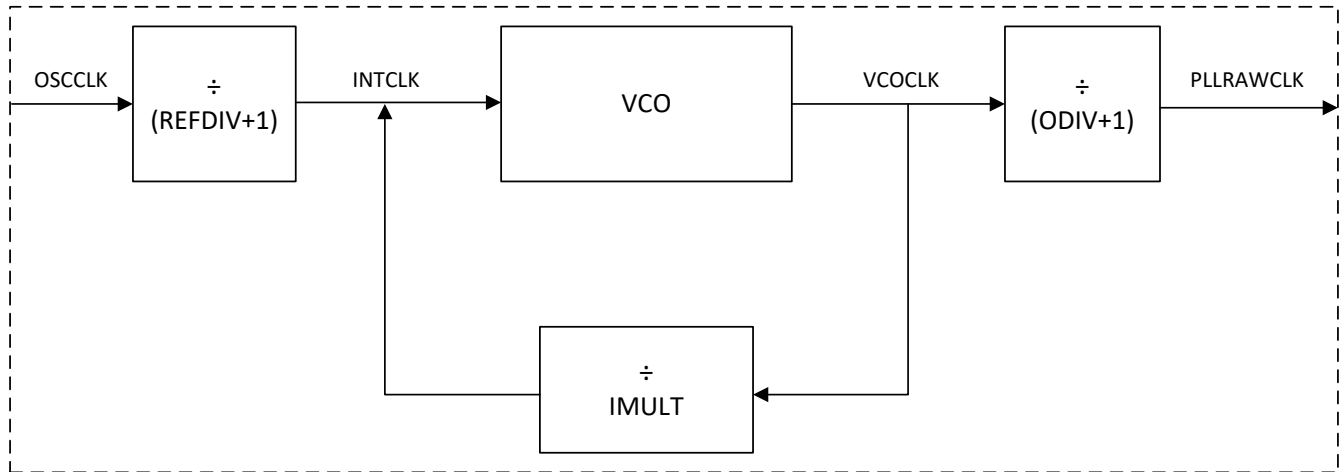 OSCCLK
÷
(REFDIV+1)
INTCLK
VCO
VCOCLK
÷
(ODIV+1)
PLLRAWCLK
÷
IMULT